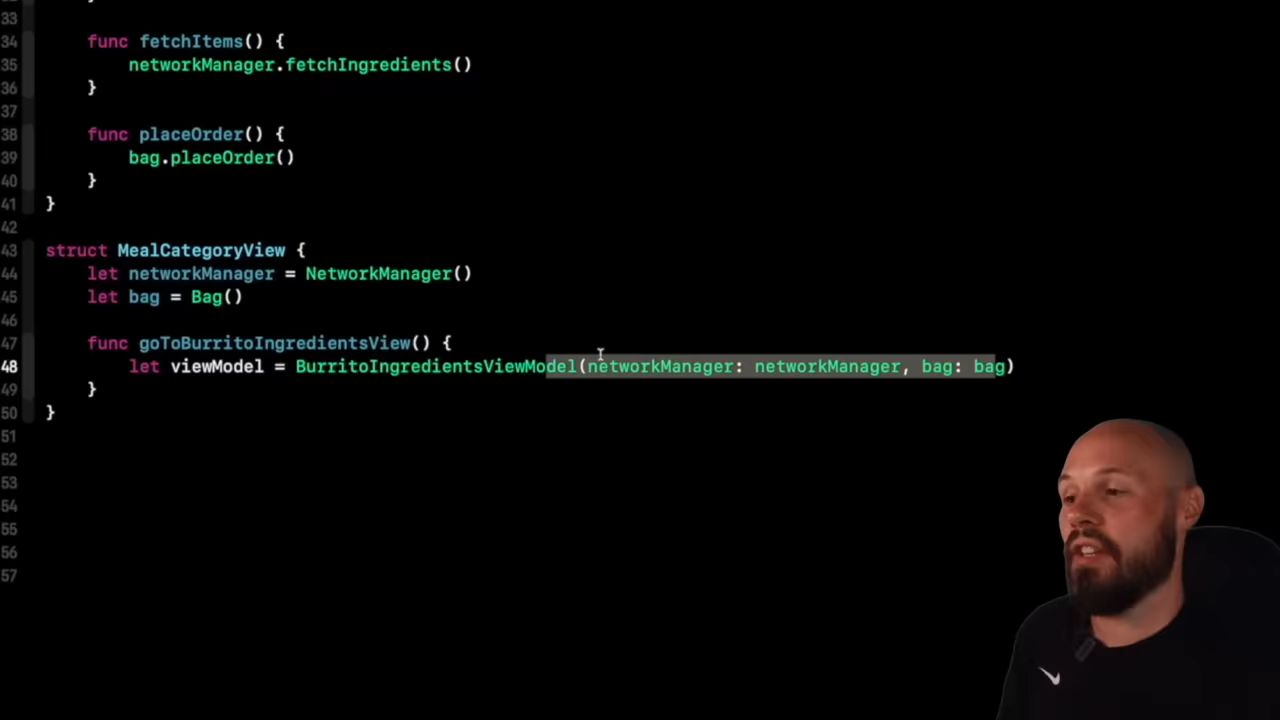 33
34 func fetchItems() {
35 networkManager.fetchIngredients()
36 }
37
38 func placeOrder() {
39 bag.placeOrder()
40 }
41 }
42
43 struct MealCategoryView {
44 let networkManager = NetworkManager()
45 let bag = Bag()
46
47 func goToBurritoIngredientsView() {
48 let viewModel = BurritoIngredientsViewModel(networkManager: networkManager, bag: bag)
49 }
50 }
51
52
53
54
55
56
57